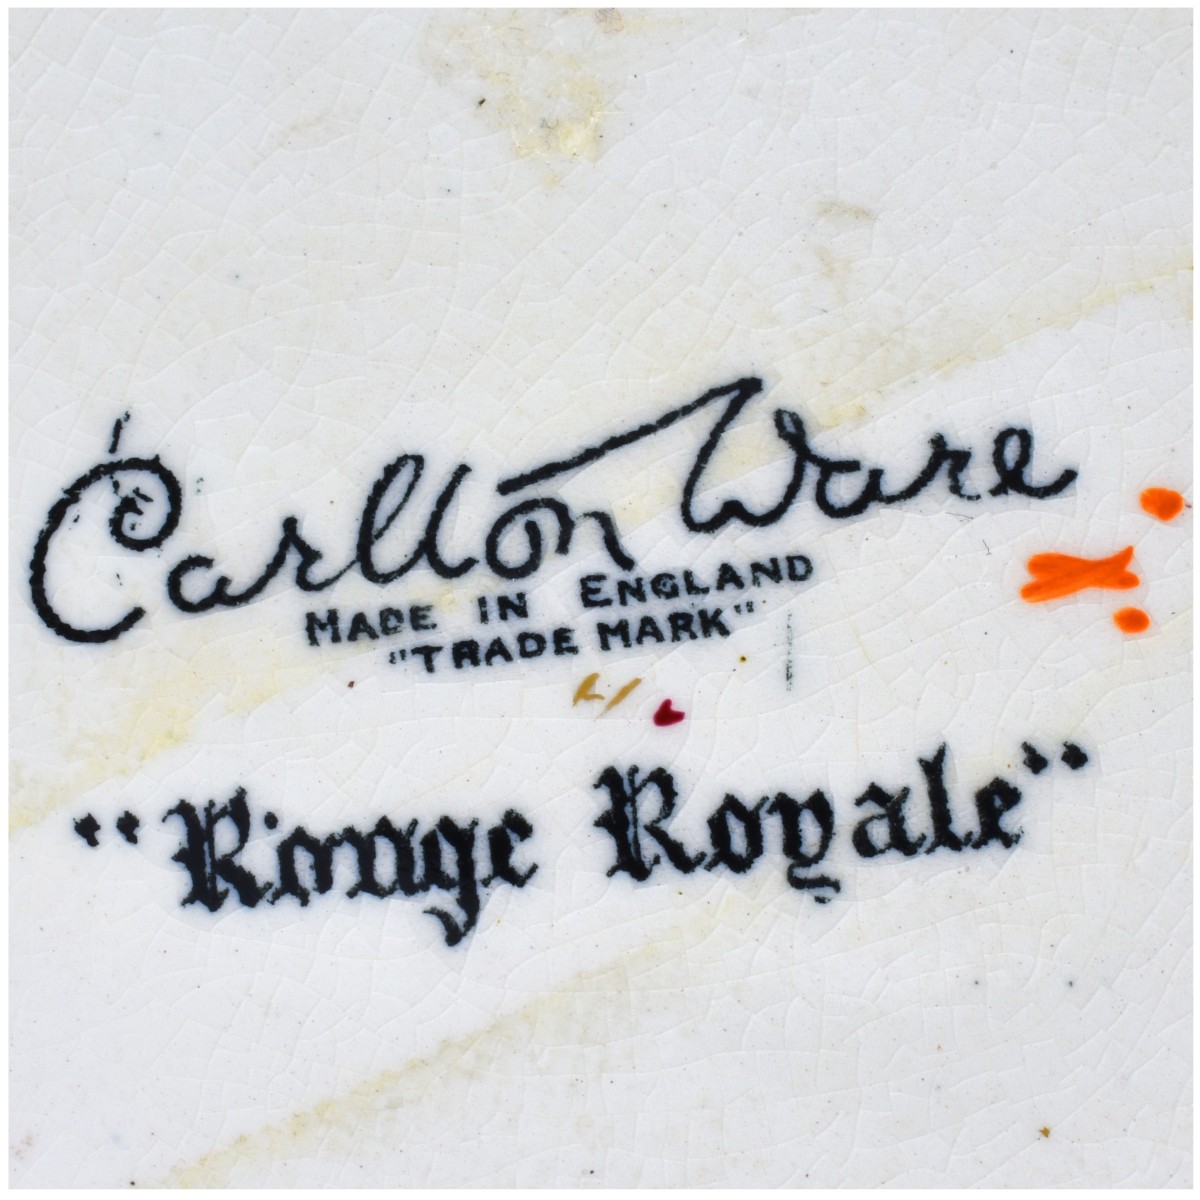 Carlton Ware
MADE IN ENGLAND
"TRADE MARK"
"Rouge Royale"